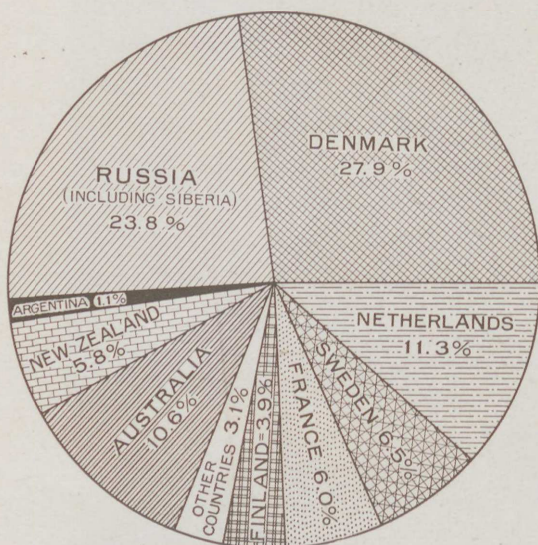 DENMARK
27.9%
RUSSIA
(INCLUDING SIBERIA)
23.8%
ARGENTINA 1.1%
NEW ZEALAND
5.8%
AUSTRALIA
10.6%
OTHER
COUNTRIES 3.1%
FINLAND=3.9%
FRANCE 6.0%
SWEDEN 6.5%
NETHERLANDS
11.3%